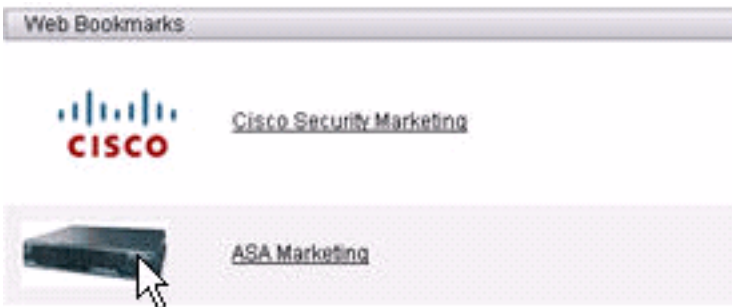 Web Bookmarks
CISCO
Cisco Security Marketing
ASA Marketing